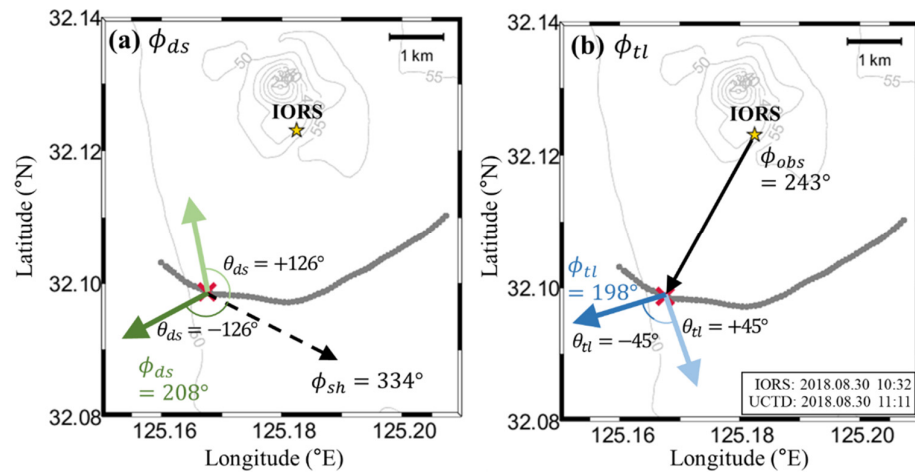 (a) ϕ_ds
IORS
1 km
50
55
55
θ_ds = +126°
θ_ds = −126°
ϕ_ds
= 208°
ϕ_sh = 334°
50
32.14
32.12
32.10
32.08
Latitude (°N)
125.16 125.18 125.20
Longitude (°E)
(b) ϕ_tl
IORS
1 km
50
55
55
ϕ_obs
= 243°
ϕ_tl
= 198°
θ_tl = −45°
θ_tl = +45°
50
IORS: 2018.08.30 10:32
UCTD: 2018.08.30 11:11
32.14
32.12
32.10
32.08
Latitude (°N)
125.16 125.18 125.20
Longitude (°E)